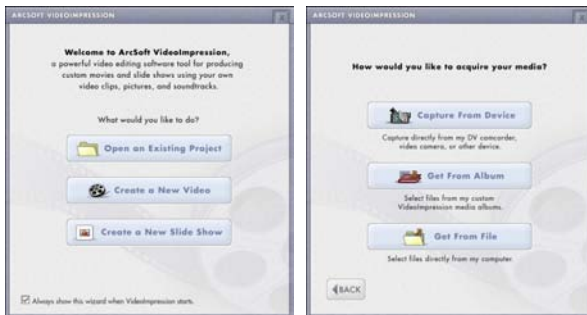 ARCSOFT VIDEOIMPRESSION
Welcome to ArcSoft VideoImpression,
a powerful video editing software tool for producing
custom movies and slide shows using your own
video clips, pictures, and soundtracks.
What would you like to do?
Open an Existing Project
Create a New Video
Create a New Slide Show
Always show this wizard when VideoImpression starts.
ARCSOFT VIDEOIMPRESSION
How would you like to acquire your media?
Capture From Device
Capture directly from my DV camcorder,
video camera, or other device.
Get From Album
Select files from my custom
VideoImpression media albums.
Get From File
Select files directly from my computer.
BACK